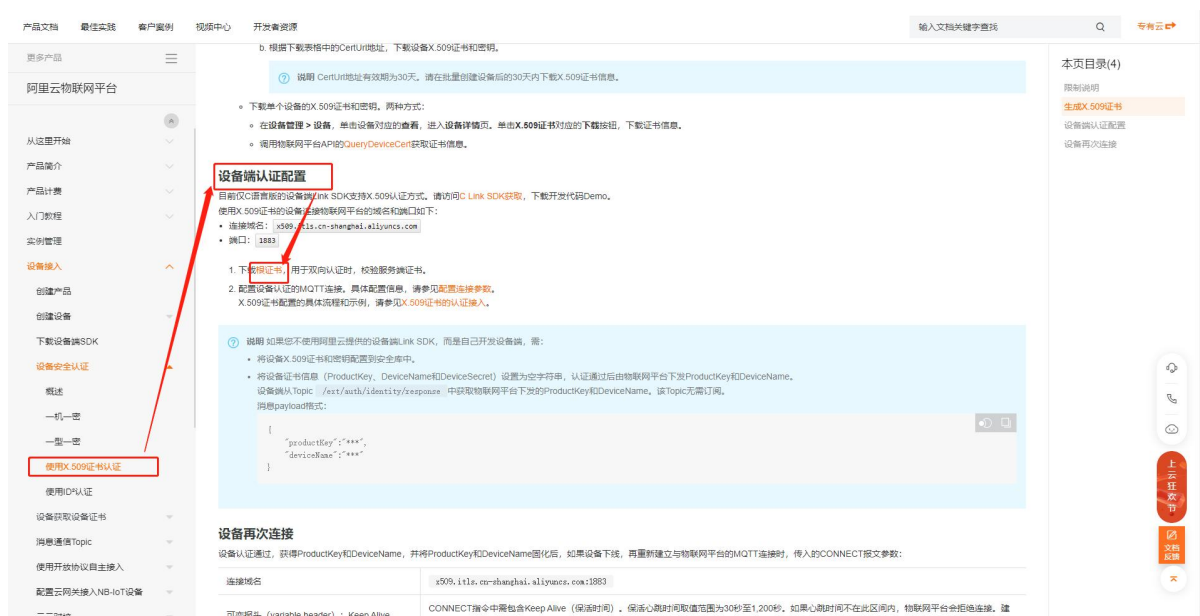 产品文档 最佳实践 客户案例 视频中心 开发者资源 输入文档关键字查找 专有云
更多产品
阿里云物联网平台
从这里开始
产品简介
产品计费
入门教程
实例管理
设备接入
创建产品
创建设备
下载设备端SDK
设备安全认证
概述
一机一密
一型一密
使用X.509证书认证
使用ID²认证
设备获取设备证书
消息通信Topic
使用开放协议自主接入
配置云网关接入NB-IoT设备
b. 根据下载表格中的CertUrl地址，下载设备X.509证书和密钥。
说明 CertUrl地址有效期为30天。请在批量创建设备后的30天内下载X.509证书信息。
下载单个设备的X.509证书和密钥。两种方式：
在设备管理 > 设备，单击设备对应的查看，进入设备详情页。单击X.509证书对应的下载按钮，下载证书信息。
调用物联网平台API的QueryDeviceCert获取证书信息。
设备端认证配置
目前仅C语言版的设备端Link SDK支持X.509认证方式。请访问C Link SDK获取，下载开发代码Demo。
使用X.509证书的设备连接物联网平台的域名和端口如下：
连接域名： x509.itls.cn-shanghai.aliyuncs.com
端口： 1883
1. 下载根证书，用于双向认证时，校验服务端证书。
2. 配置设备认证的MQTT连接。具体配置信息，请参见配置连接参数。
X.509证书配置的具体流程和示例，请参见X.509证书的认证接入。
说明 如果您不使用阿里云提供的设备端Link SDK，而是自己开发设备端，需：
将设备X.509证书和密钥配置到安全库中。
将设备证书信息（ProductKey、DeviceName和DeviceSecret）设置为空字符串，认证通过后由物联网平台下发ProductKey和DeviceName。
设备端从Topic /ext/auth/identity/response 中获取物联网平台下发的ProductKey和DeviceName。该Topic无需订阅。
消息payload格式：
{
"productKey":"***",
"deviceName":"***"
}
设备再次连接
设备认证通过，获得ProductKey和DeviceName，并将ProductKey和DeviceName固化后，如果设备下线，再重新建立与物联网平台的MQTT连接时，传入的CONNECT报文参数：
连接域名 x509.itls.cn-shanghai.aliyuncs.com:1883
可变报头（variable header）：Keep Alive CONNECT指令中需包含Keep Alive（保活时间）。保活心跳时间取值范围为30秒至1,200秒。如果心跳时间不在此区间内，物联网平台会拒绝连接。建
本页目录(4)
限制说明
生成X.509证书
设备端认证配置
设备再次连接
上云狂欢节
文档
反馈